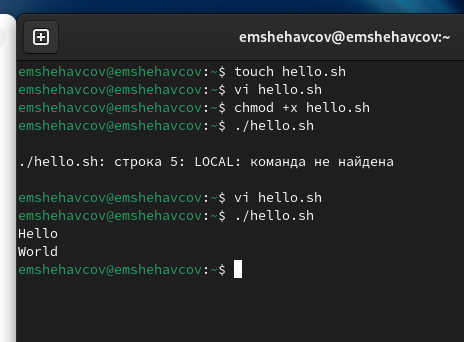 emshehavcov@emshehavcov:~
emshehavcov@emshehavcov:~$ touch hello.sh
emshehavcov@emshehavcov:~$ vi hello.sh
emshehavcov@emshehavcov:~$ chmod +x hello.sh
emshehavcov@emshehavcov:~$ ./hello.sh
./hello.sh: строка 5: LOCAL: команда не найдена
emshehavcov@emshehavcov:~$ vi hello.sh
emshehavcov@emshehavcov:~$ ./hello.sh
Hello
World
emshehavcov@emshehavcov:~$